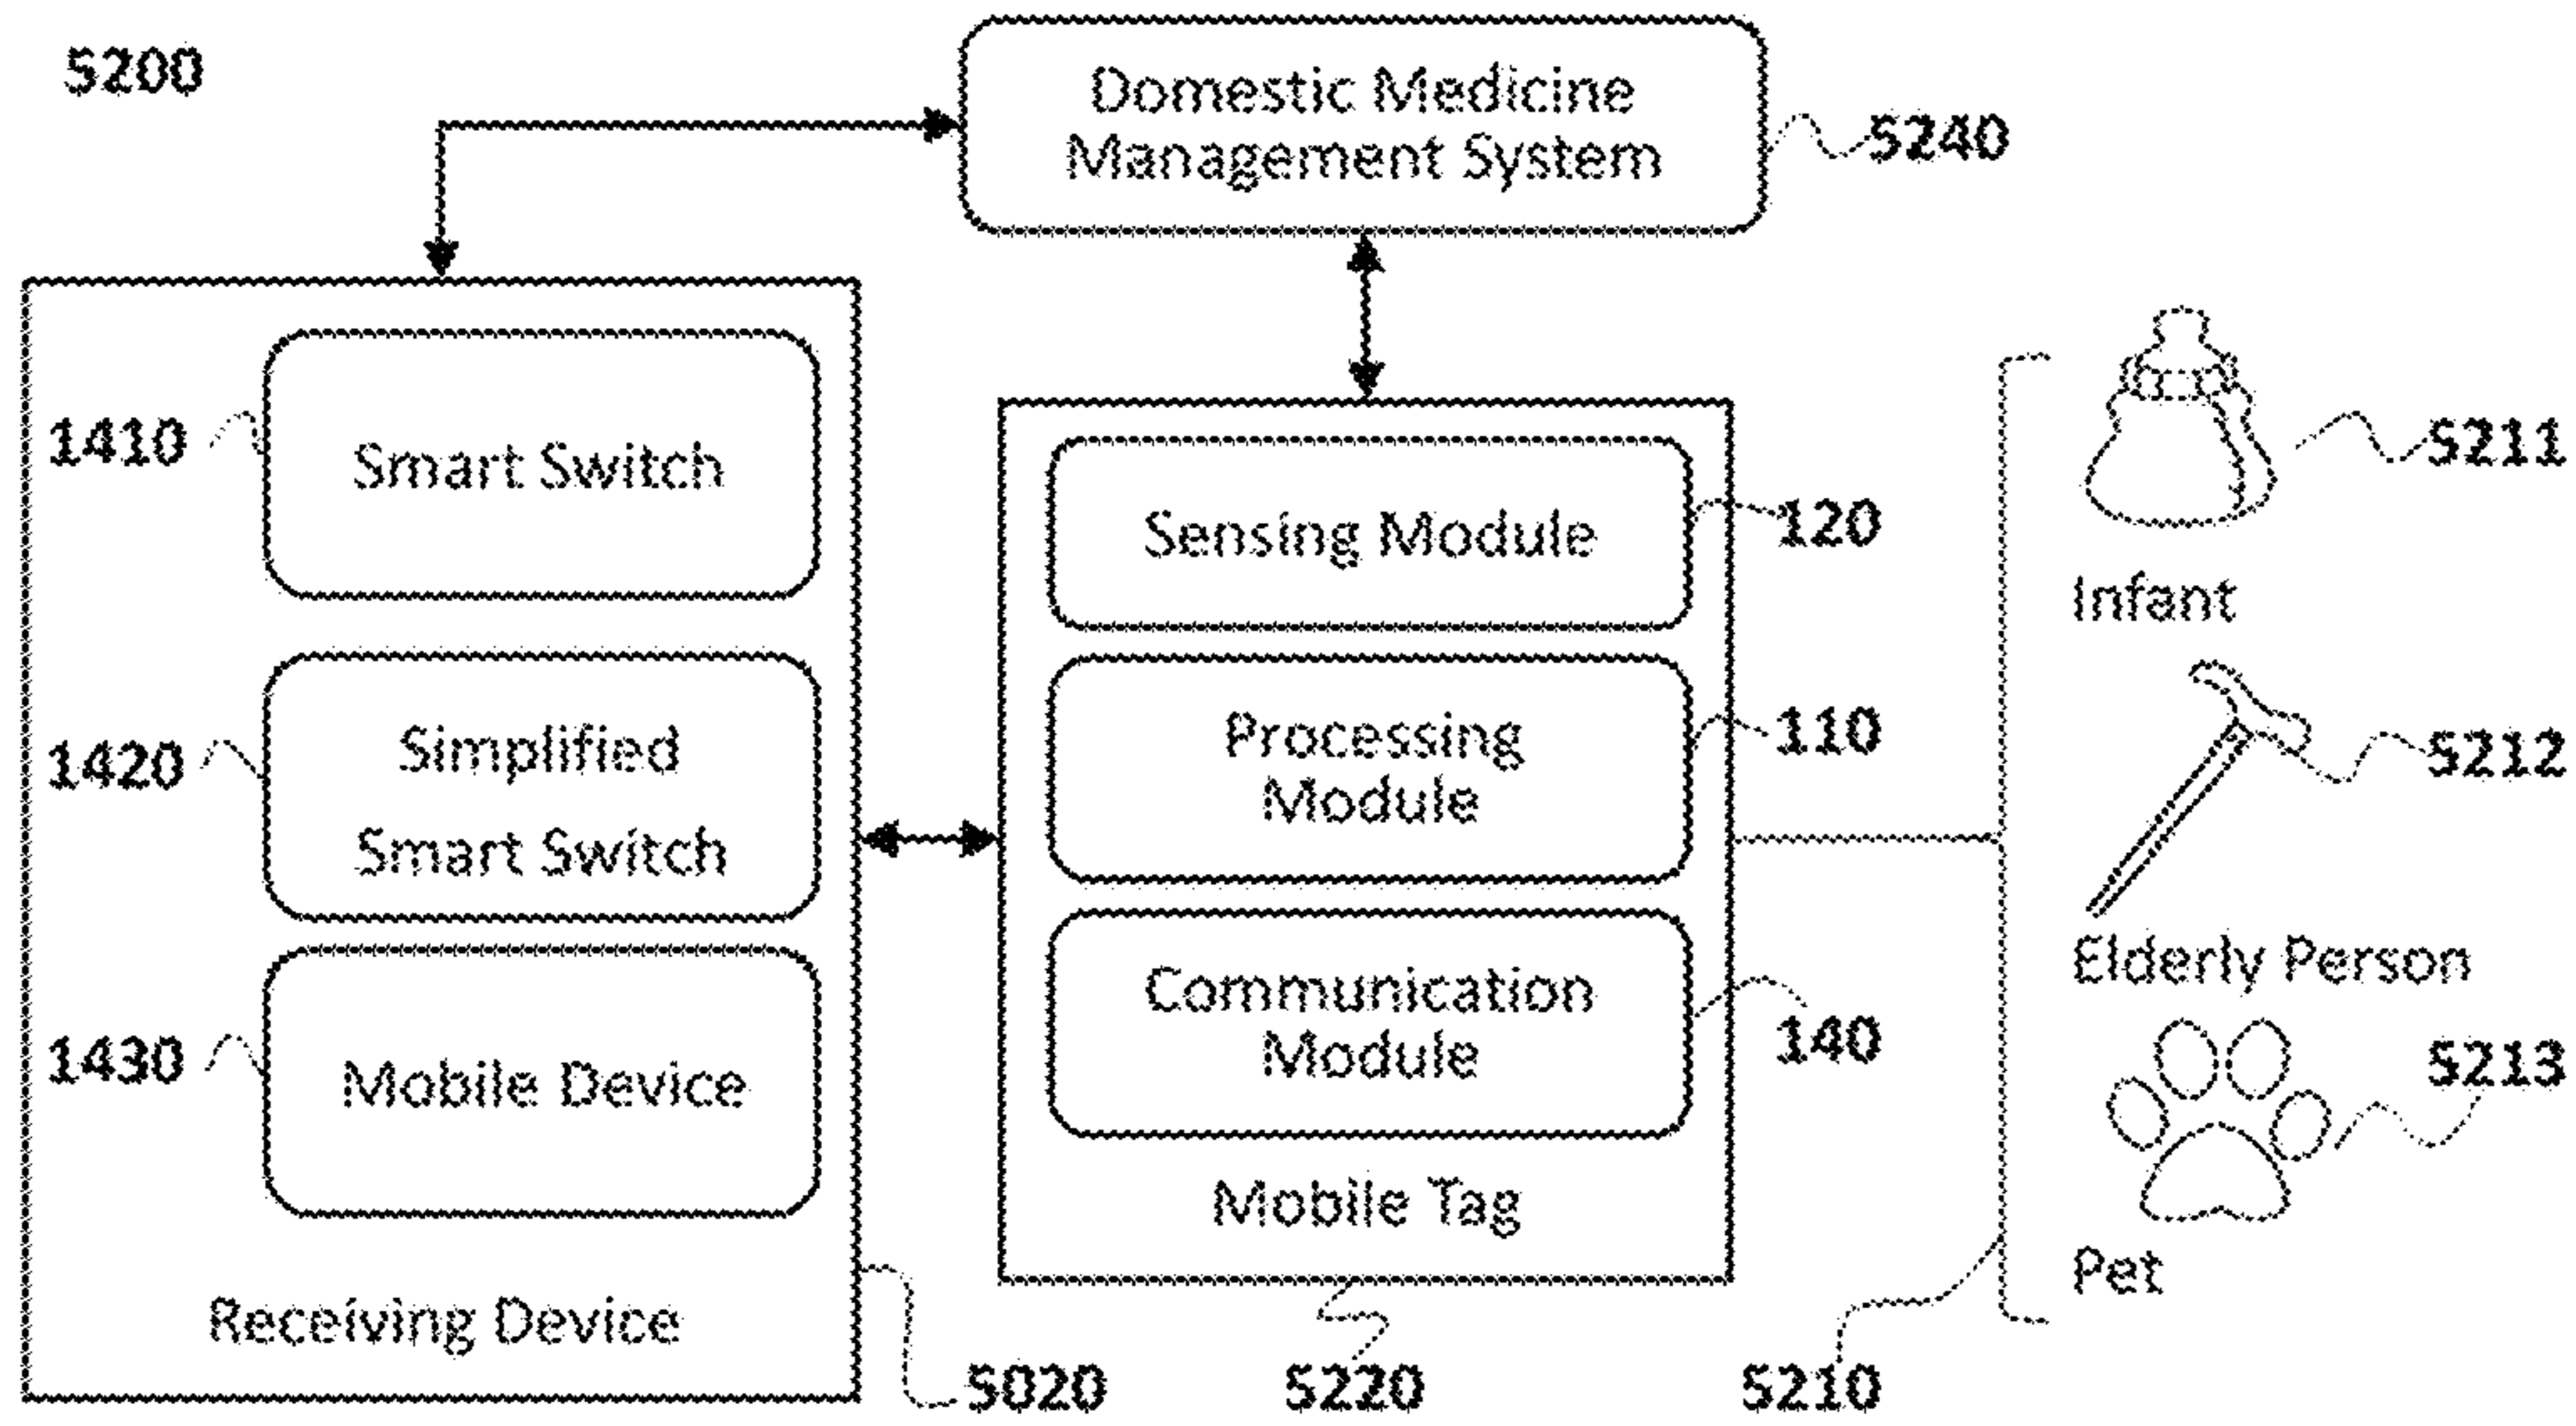 5200
Domestic Medicine
Management System
5240
1410
Smart Switch
1420
Simplified
Smart Switch
1430
Mobile Device
Receiving Device
5020
Sensing Module
120
Processing
Module
110
Communication
Module
140
Mobile Tag
5220
5210
5211
Infant
5212
Elderly Person
5213
Pet